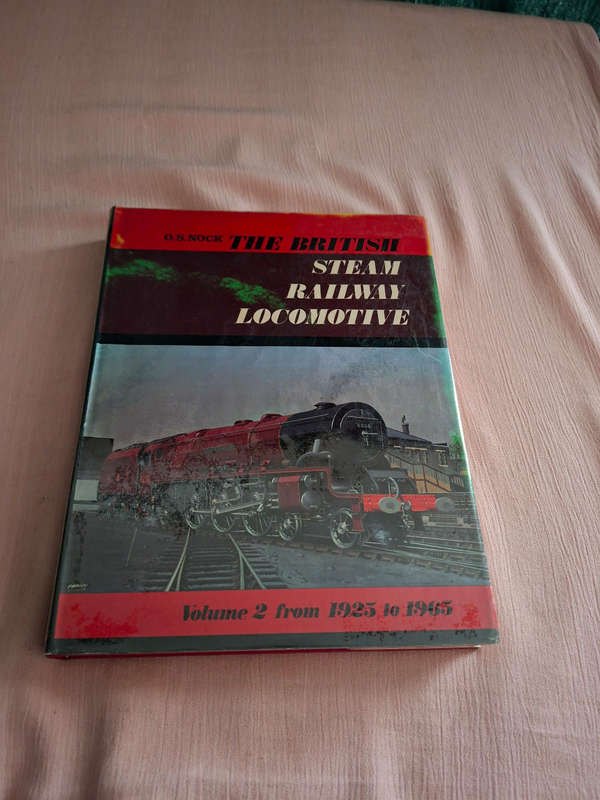 O.S.NOCK THE BRITISH
STEAM
RAILWAY
LOCOMOTIVE
Volume 2 from 1925 to 1965